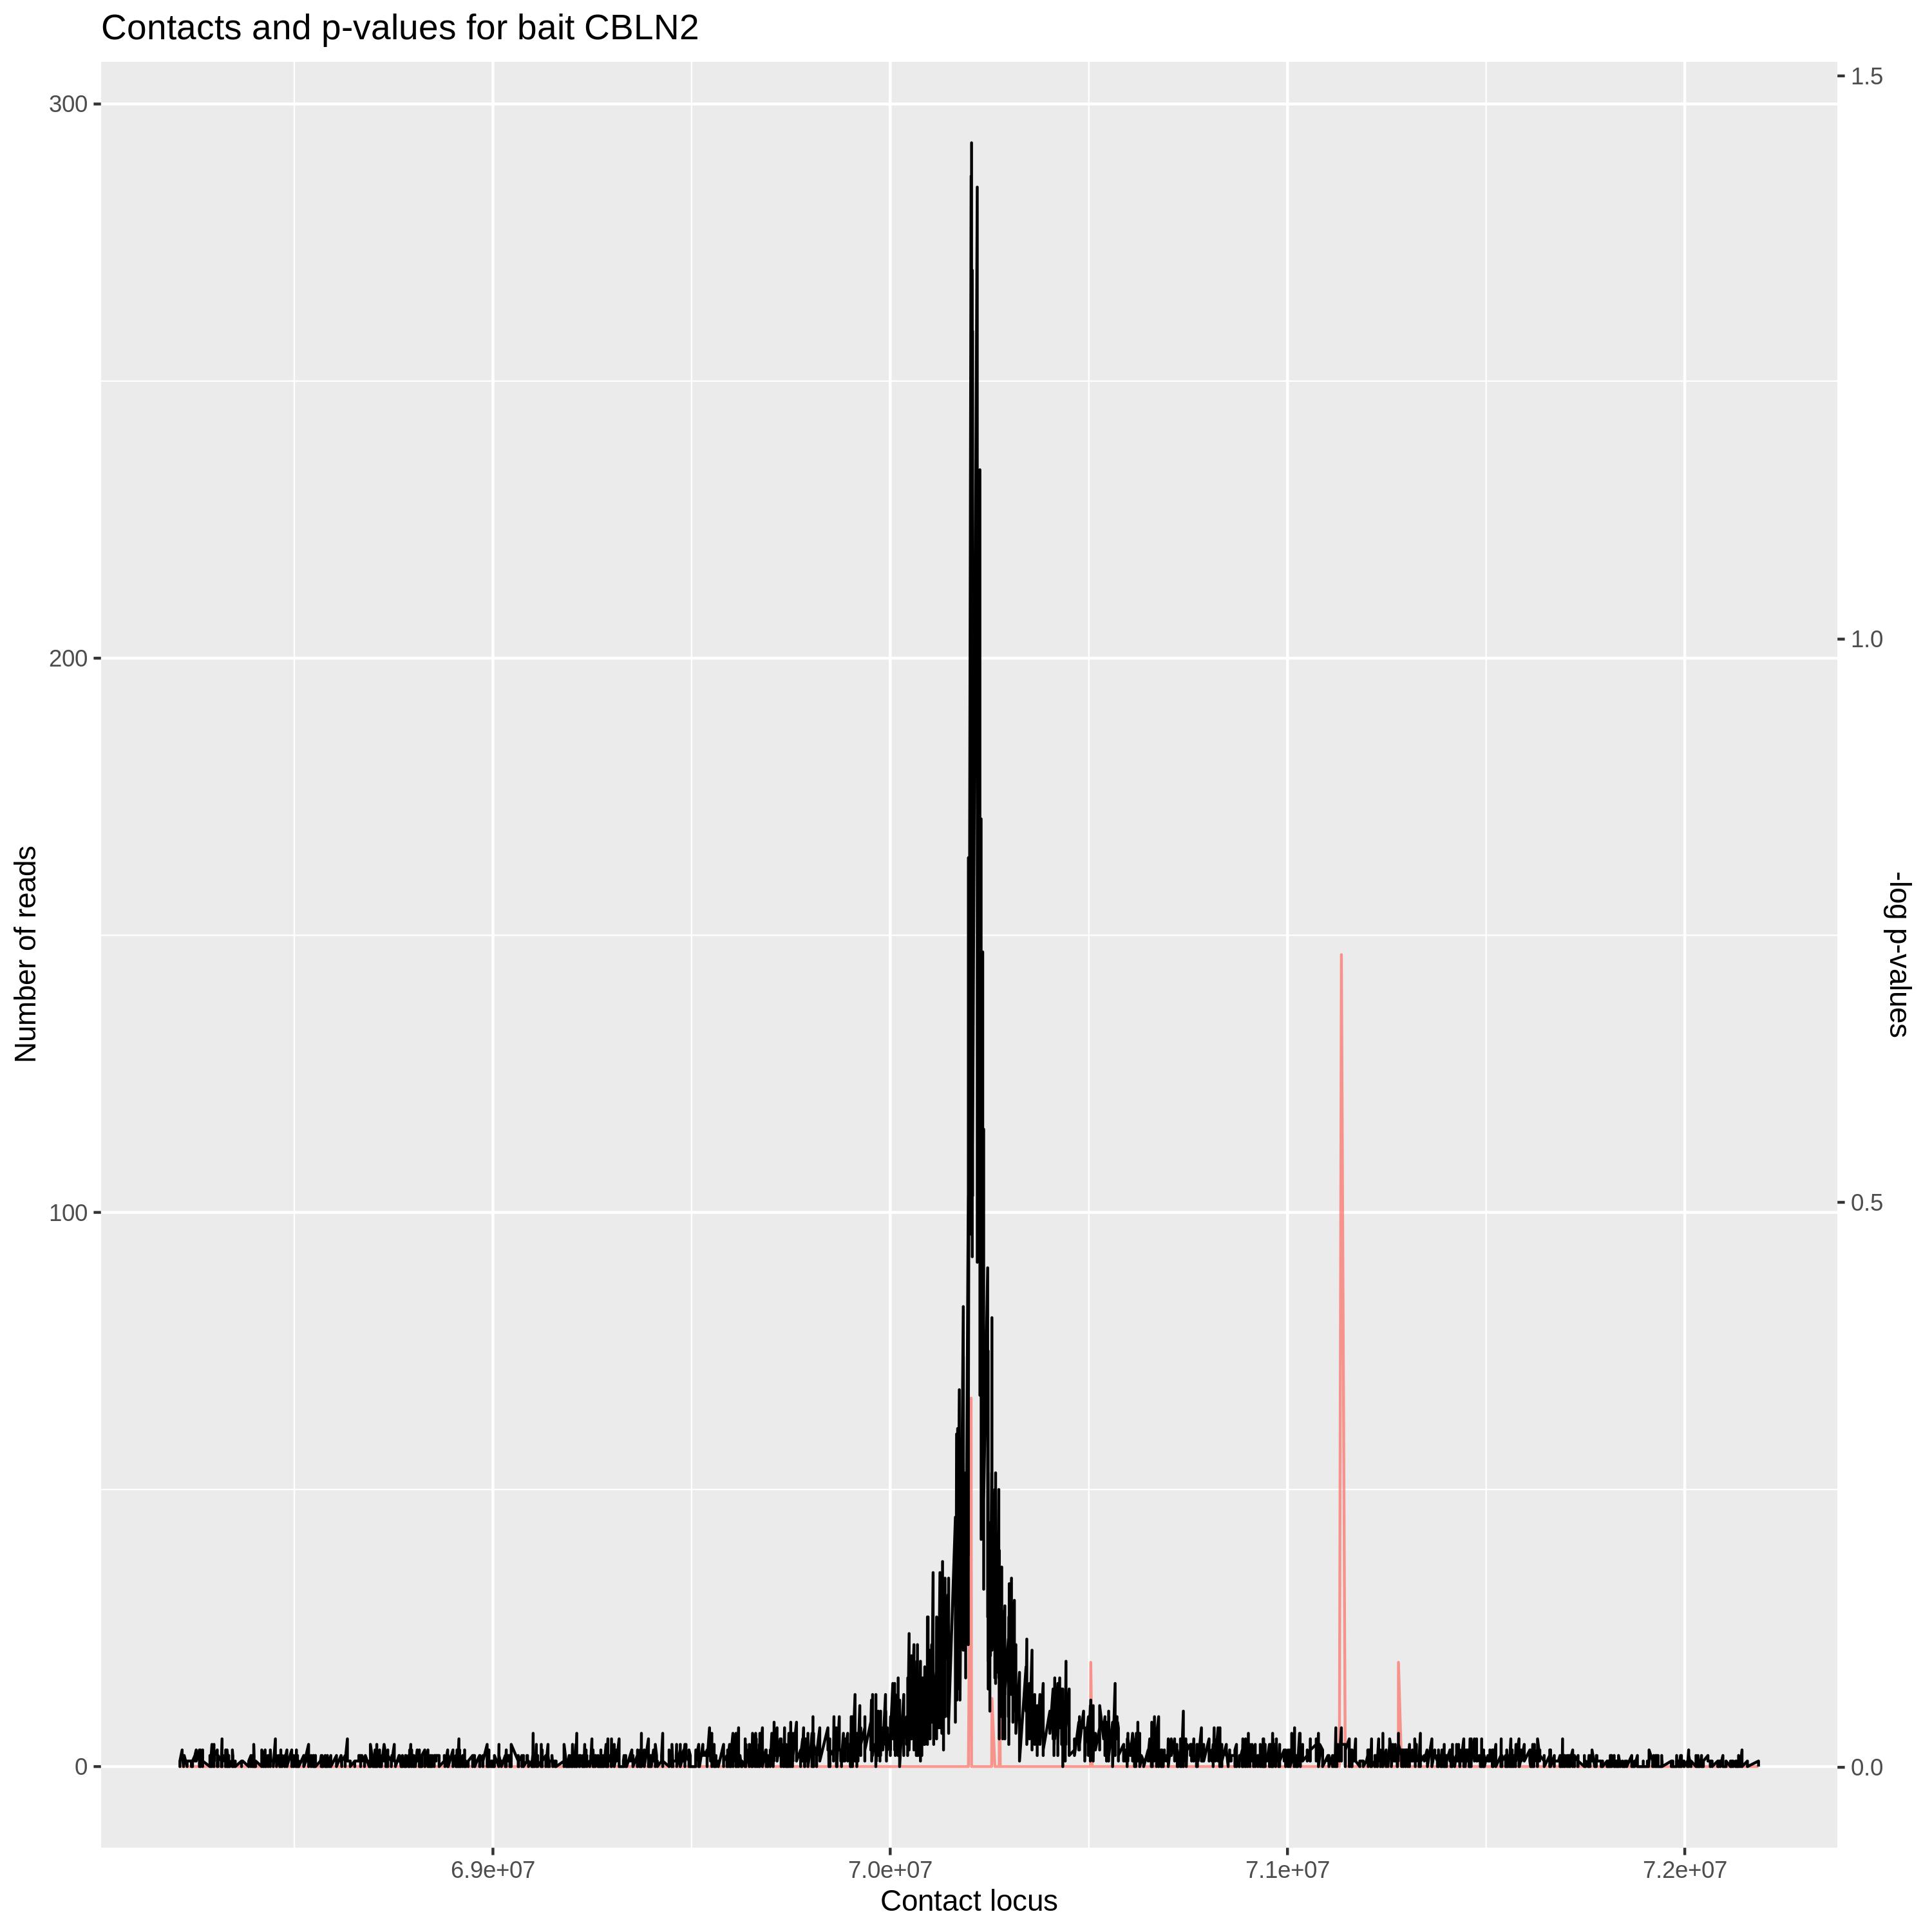 Contacts and p-values for bait CBLN2
300
200
100
0
Number of reads
1.5
1.0
0.5
0.0
-log p-values
6.9e+07 7.0e+07 7.1e+07 7.2e+07
Contact locus